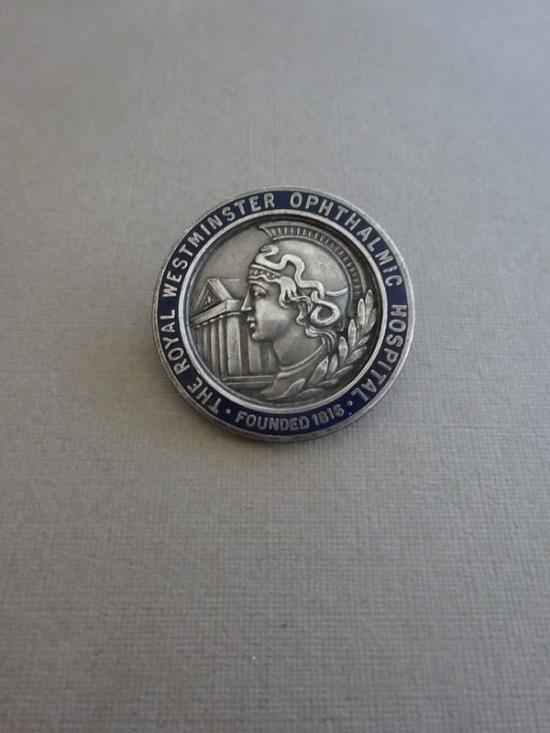 THE ROYAL WESTMINSTER OPHTHALMIC HOSPITAL
· FOUNDED 1816 ·